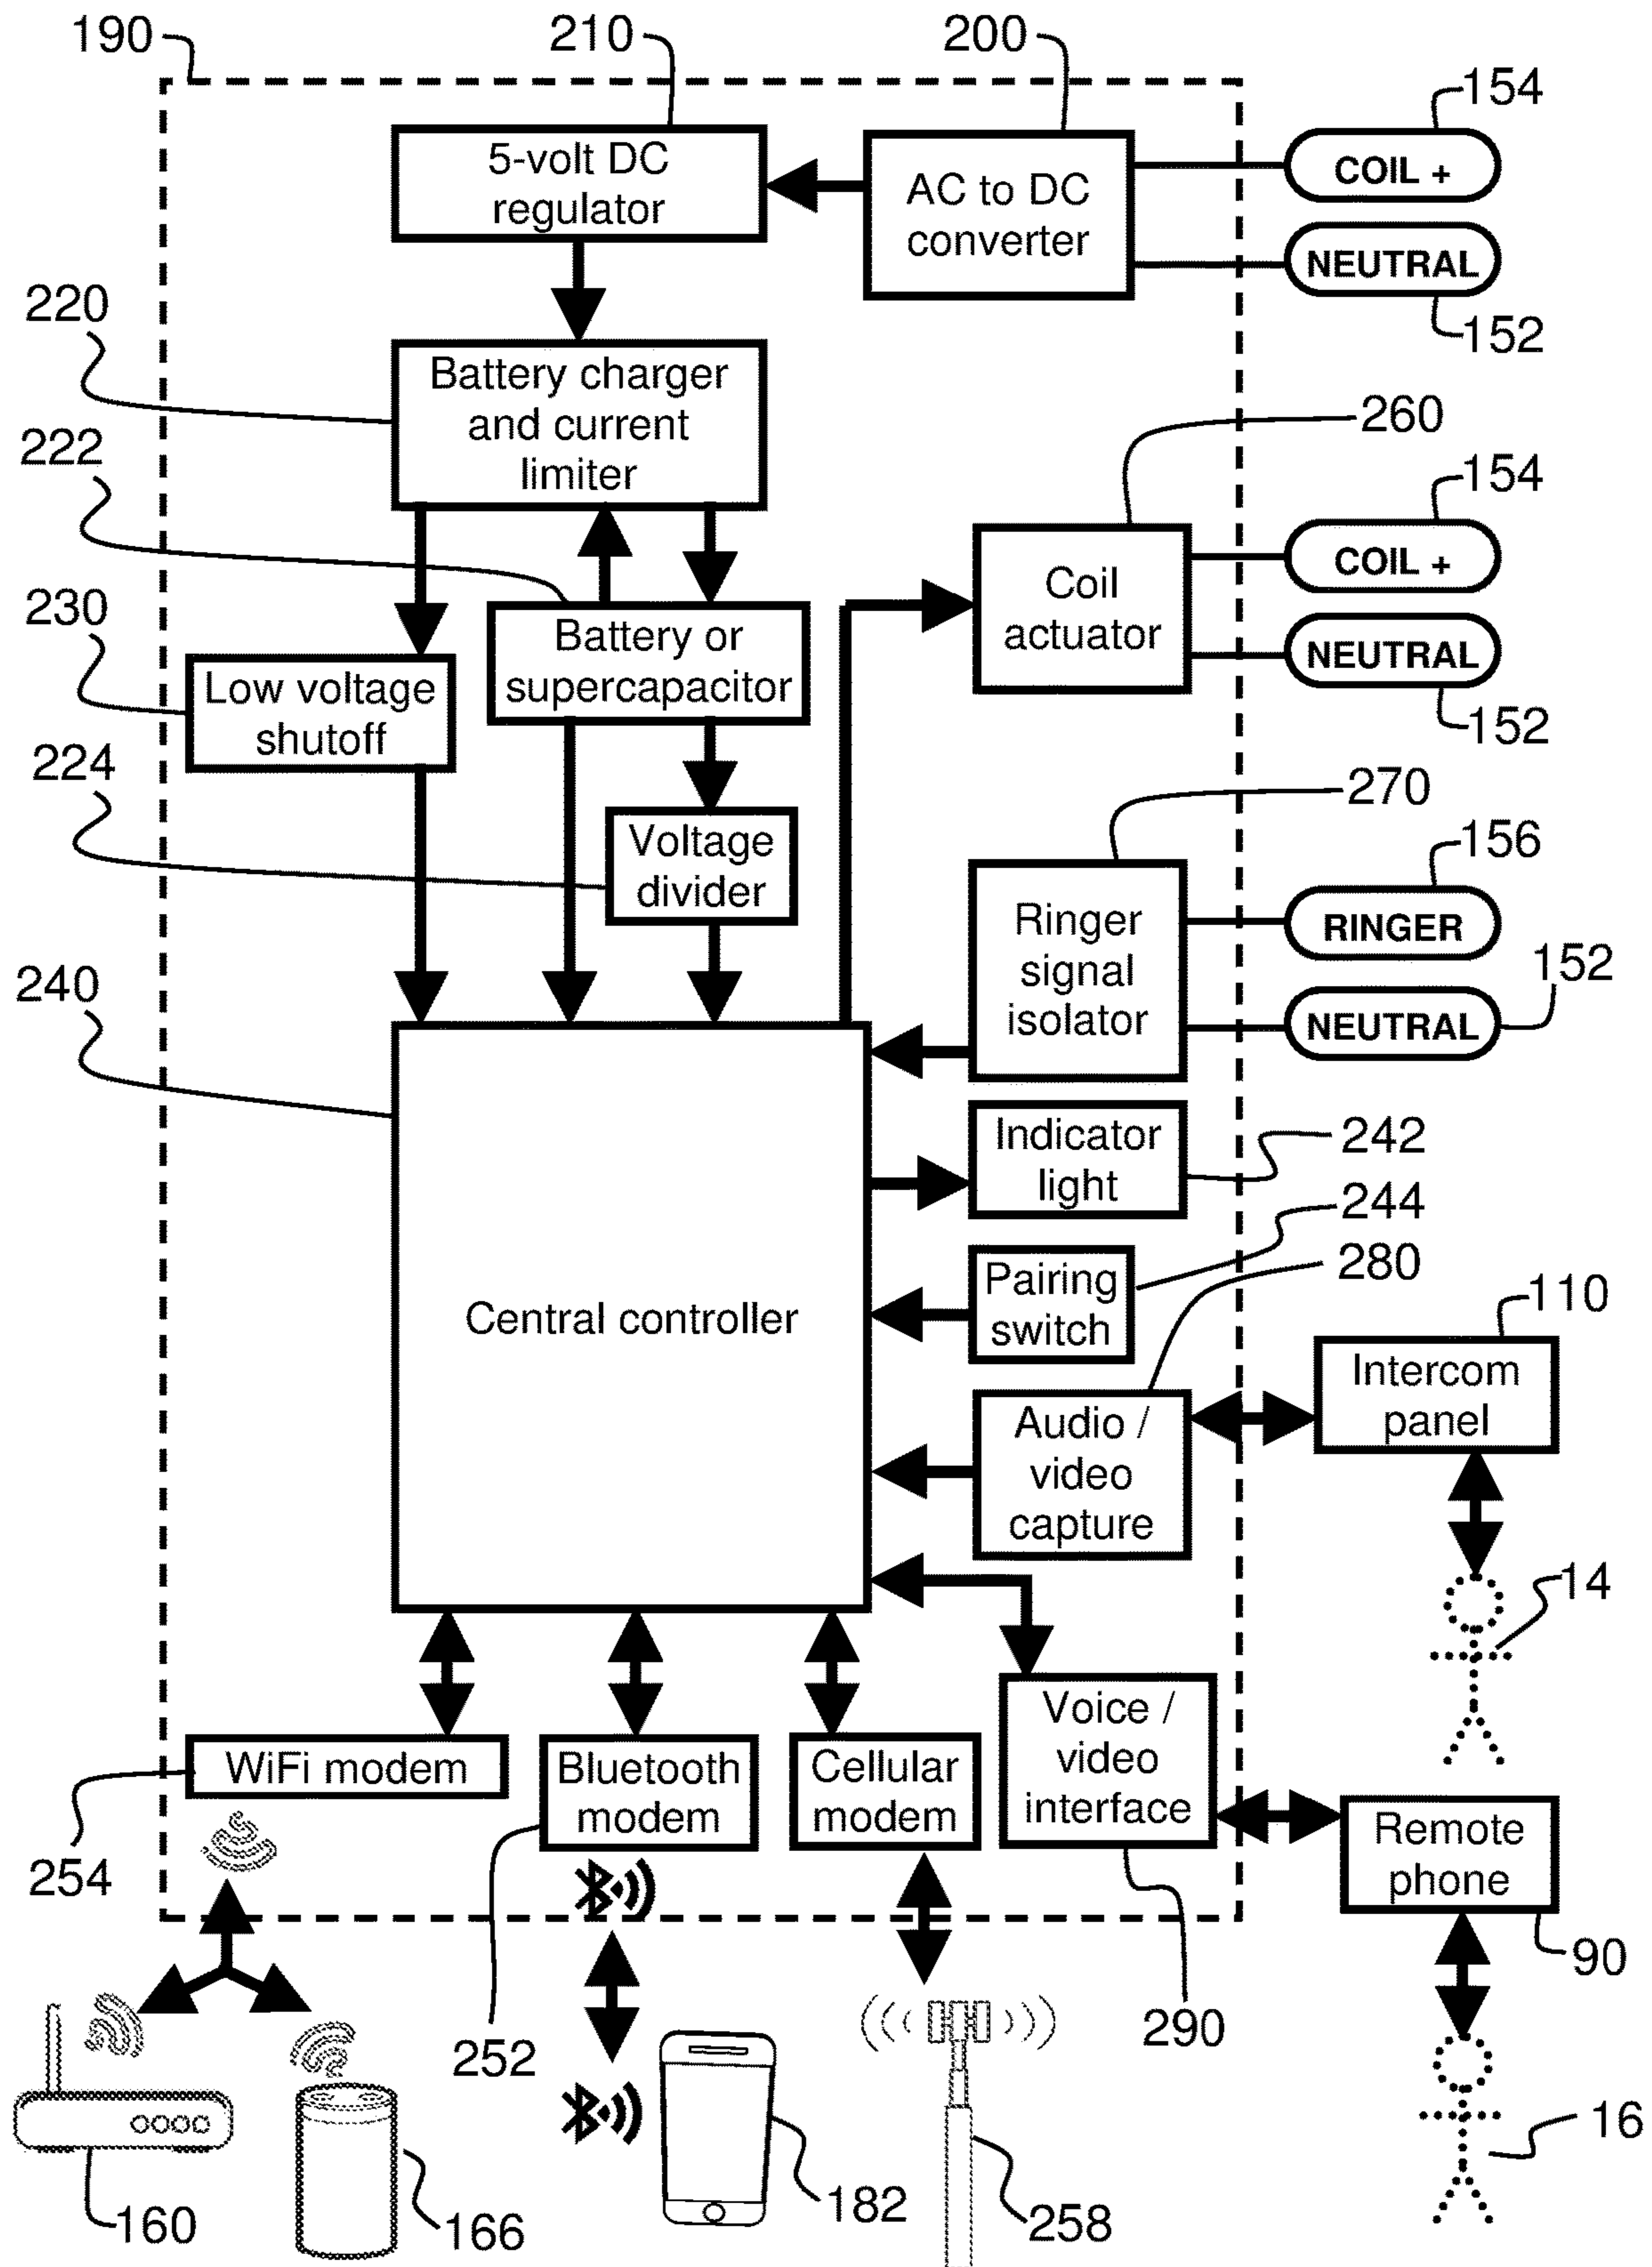 190
210
200
154
5-volt DC
regulator
AC to DC
converter
COIL +
NEUTRAL
152
220
Battery charger
and current
limiter
260
222
154
COIL +
Coil
actuator
NEUTRAL
152
230
Battery or
supercapacitor
Low voltage
shutoff
224
270
Voltage
divider
156
Ringer
signal
isolator
RINGER
152
NEUTRAL
240
Indicator
light
242
244
Pairing
switch
280
Central controller
110
Intercom
panel
Audio /
video
capture
14
Voice /
video
interface
WiFi modem
Bluetooth
modem
Cellular
modem
Remote
phone
254
90
252
290
16
160
166
182
258